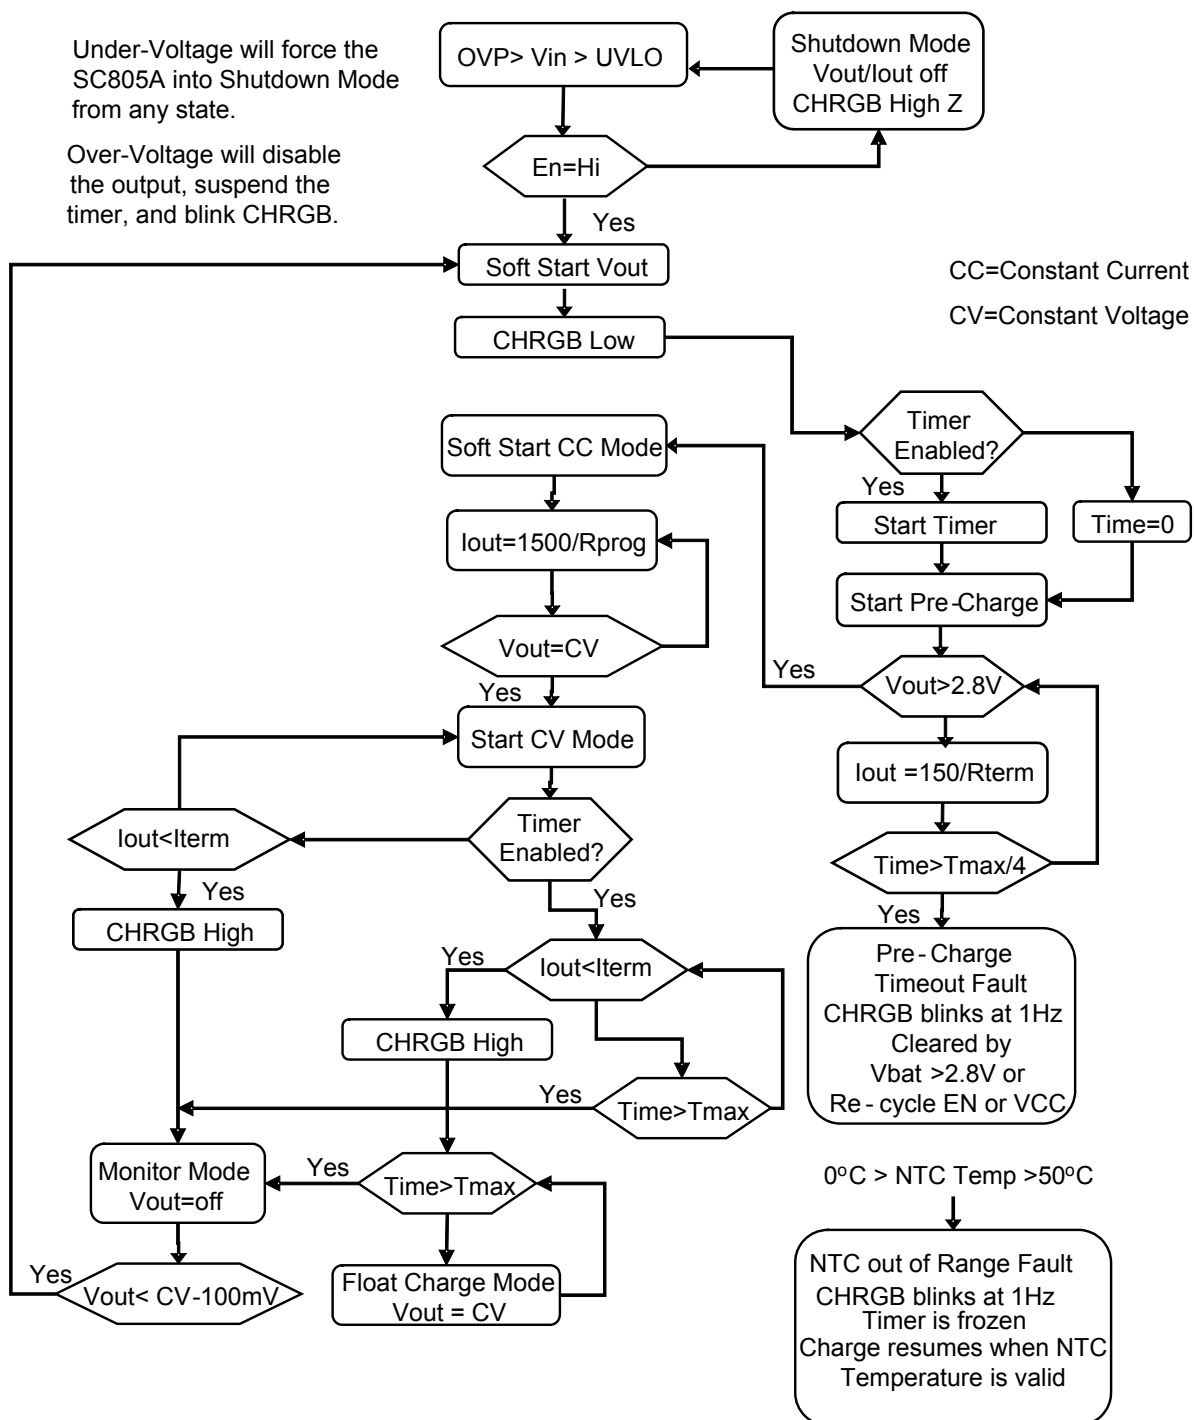 Under-Voltage will force the
SC805A into Shutdown Mode
from any state.
Over-Voltage will disable
the output, suspend the
timer, and blink CHRGB.
OVP> Vin > UVLO
Shutdown Mode
Vout/Iout off
CHRGB High Z
En=Hi
Yes
Soft Start Vout
CHRGB Low
CC=Constant Current
CV=Constant Voltage
Timer
Enabled?
Yes
Start Timer
Time=0
Start Pre-Charge
Vout>2.8V
Yes
Iout =150/Rterm
Time>Tmax/4
Yes
Pre-Charge
Timeout Fault
CHRGB blinks at 1Hz
Cleared by
Vbat >2.8V or
Re-cycle EN or VCC
Soft Start CC Mode
Iout=1500/Rprog
Vout=CV
Yes
Start CV Mode
Timer
Enabled?
Yes
Iout<Iterm
Yes
CHRGB High
Iout<Iterm
Yes
CHRGB High
Time>Tmax
Yes
Time>Tmax
Yes
Monitor Mode
Vout=off
Float Charge Mode
Vout = CV
Vout< CV-100mV
Yes
0ºC > NTC Temp >50ºC
NTC out of Range Fault
CHRGB blinks at 1Hz
Timer is frozen
Charge resumes when NTC
Temperature is valid